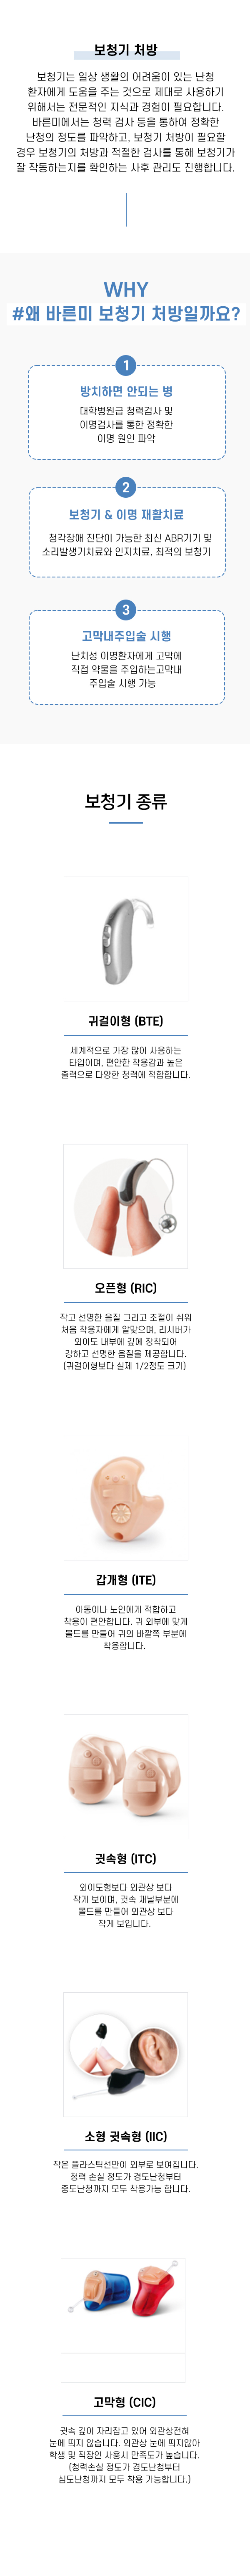 보청기 처방
보청기는 일상 생활의 어려움이 있는 난청
환자에게 도움을 주는 것으로 제대로 사용하기
위해서는 전문적인 지식과 경험이 필요합니다.
바른미에서는 청력 검사 등을 통하여 정확한
난청의 정도를 파악하고, 보청기 처방이 필요할
경우 보청기의 처방과 적절한 검사를 통해 보청기가
잘 작동하는지를 확인하는 사후 관리도 진행합니다.
WHY
#왜 바른미 보청기 처방일까요?
1
방치하면 안되는 병
대학병원급 청력검사 및
이명검사를 통한 정확한
이명 원인 파악
2
보청기 & 이명 재활치료
청각장애 진단이 가능한 최신 ABR기기 및
소리발생기치료와 인지치료, 최적의 보청기
3
고막내주입술 시행
난치성 이명환자에게 고막에
직접 약물을 주입하는고막내
주입술 시행 가능
보청기 종류
귀걸이형 (BTE)
세계적으로 가장 많이 사용하는
타입이며, 편안한 착용감과 높은
출력으로 다양한 청력에 적합합니다.
오픈형 (RIC)
작고 선명한 음질 그리고 조절이 쉬워
처음 착용자에게 알맞으며, 리시버가
외이도 내부에 깊에 장착되어
강하고 선명한 음질을 제공합니다.
(귀걸이형보다 실제 1/2정도 크기)
갑개형 (ITE)
아동이나 노인에게 적합하고
착용이 편안합니다. 귀 외부에 맞게
몰드를 만들어 귀의 바깥쪽 부분에
착용합니다.
귓속형 (ITC)
외이도형보다 외관상 보다
작게 보이며, 귓속 채널부분에
몰드를 만들어 외관상 보다
작게 보입니다.
소형 귓속형 (IIC)
작은 플라스틱선만이 외부로 보여집니다.
청력 손실 정도가 경도난청부터
중도난청까지 모두 착용가능 합니다.
고막형 (CIC)
귓속 깊이 자리잡고 있어 외관상전혀
눈에 띄지 않습니다. 외관상 눈에 띄지않아
학생 및 직장인 사용시 만족도가 높습니다.
(청력손실 정도가 경도난청부터
심도난청까지 모두 착용 가능합니다.)